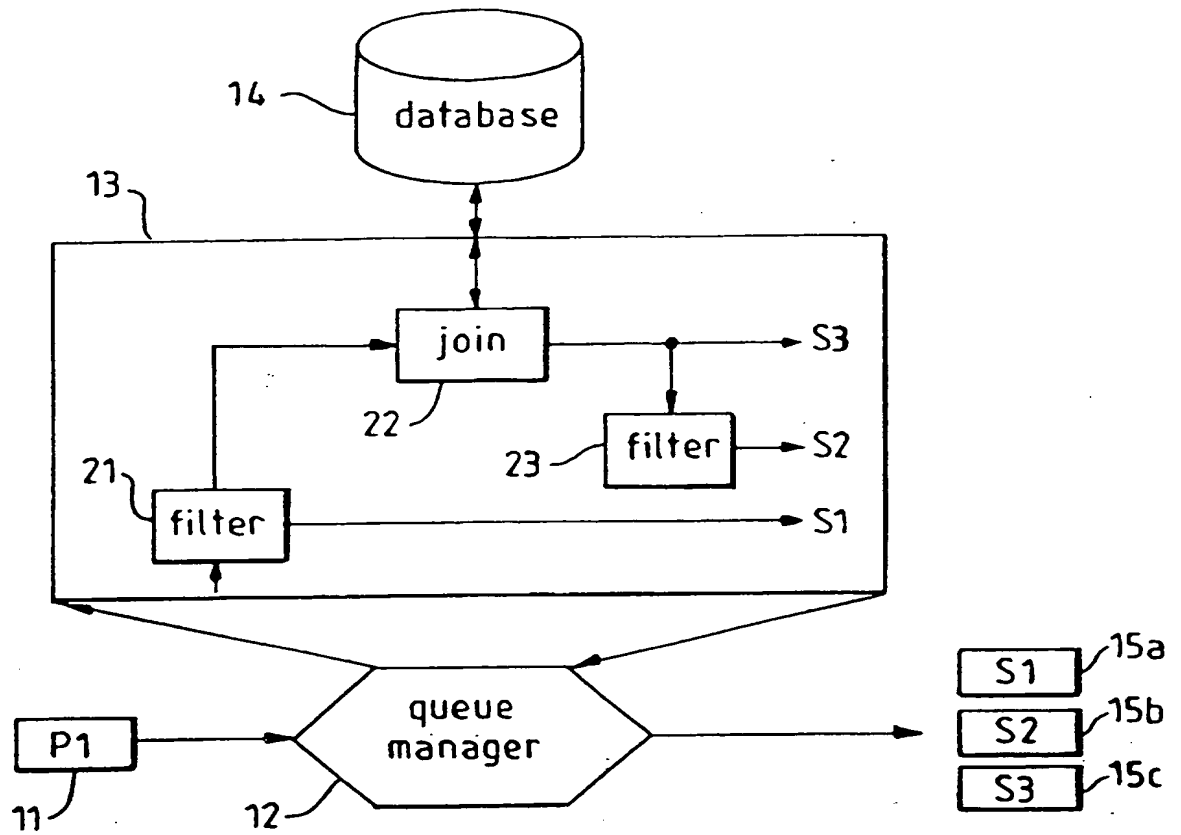 14
database
13
join
S3
22
23
filter
S2
21
filter
S1
queue
manager
P1
11
12
S1
15a
S2
15b
S3
15c